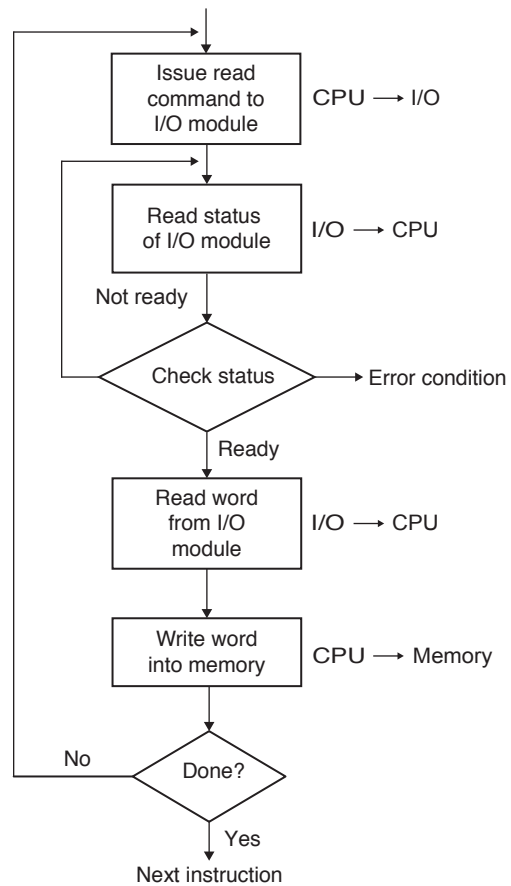 Issue read
command to
I/O module
CPU → I/O
Read status
of I/O module
I/O → CPU
Not ready
Check status
Error condition
Ready
Read word
from I/O
module
I/O → CPU
Write word
into memory
CPU → Memory
No
Done?
Yes
Next instruction